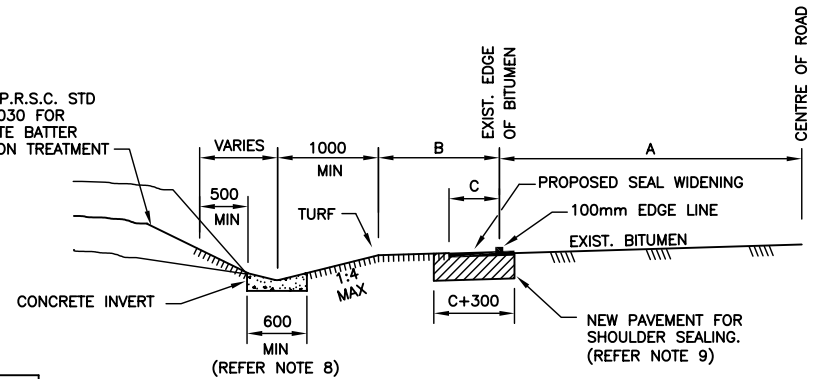 P.R.S.C. STD
030 FOR
TE BATTER
ON TREATMENT
VARIES
1000
MIN
B
EXIST. EDGE
OF BITUMEN
A
CENTRE OF ROAD
500
MIN
TURF
C
PROPOSED SEAL WIDENING
100mm EDGE LINE
EXIST. BITUMEN
1:4
MAX
CONCRETE INVERT
600
MIN
(REFER NOTE 8)
C+300
NEW PAVEMENT FOR
SHOULDER SEALING.
(REFER NOTE 9)